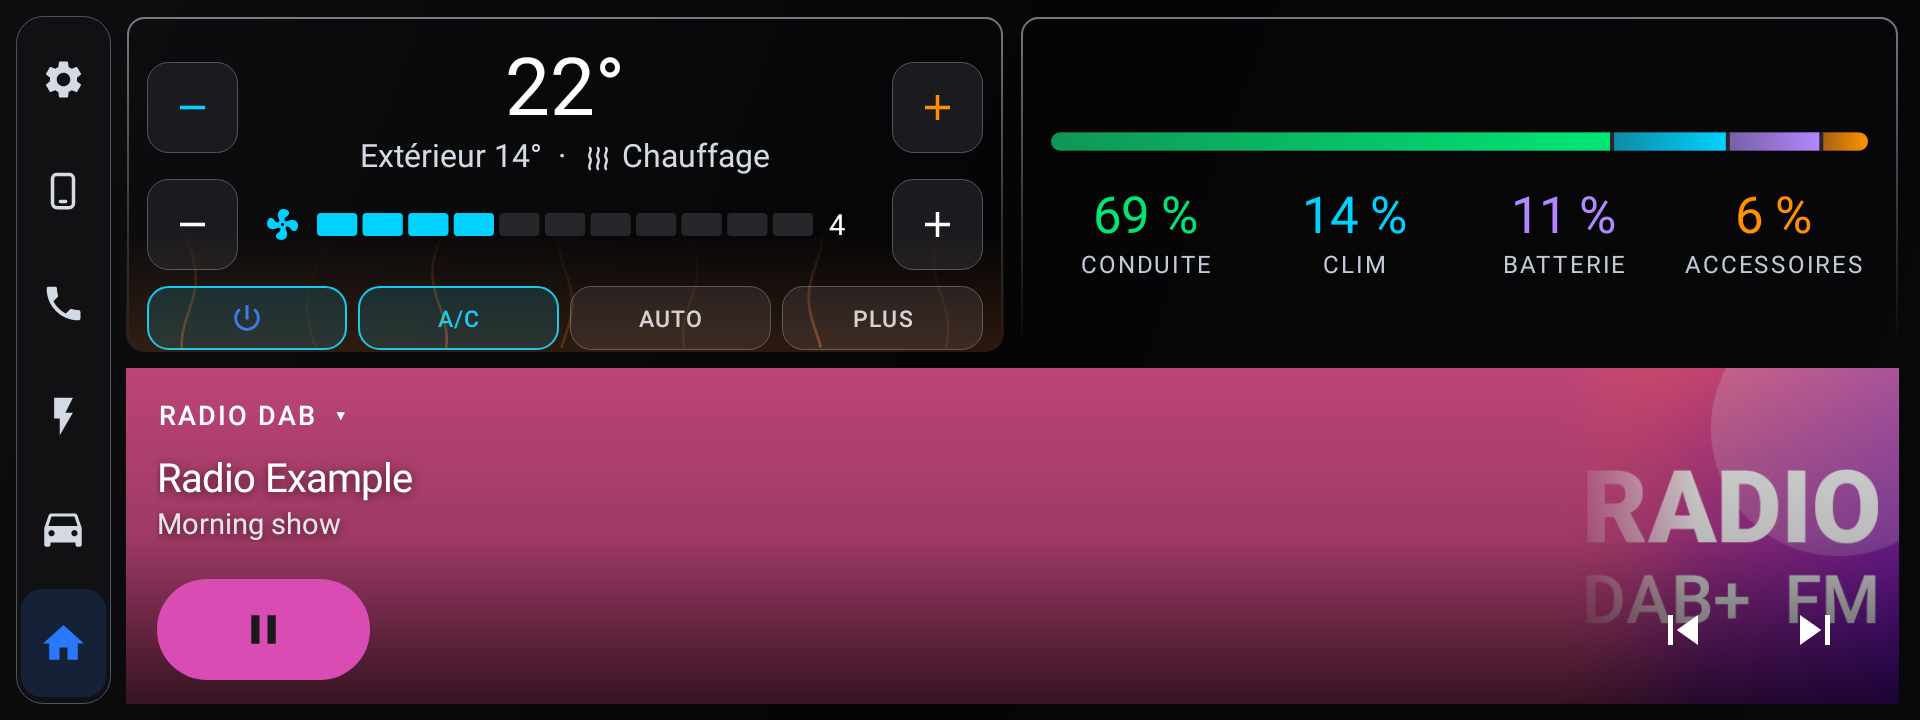 22°
Extérieur 14° · Chauffage
4
A/C
AUTO
PLUS
69 %
14 %
11 %
6 %
CONDUITE
CLIM
BATTERIE
ACCESSOIRES
RADIO DAB
Radio Example
Morning show
RADIO
DAB+ FM